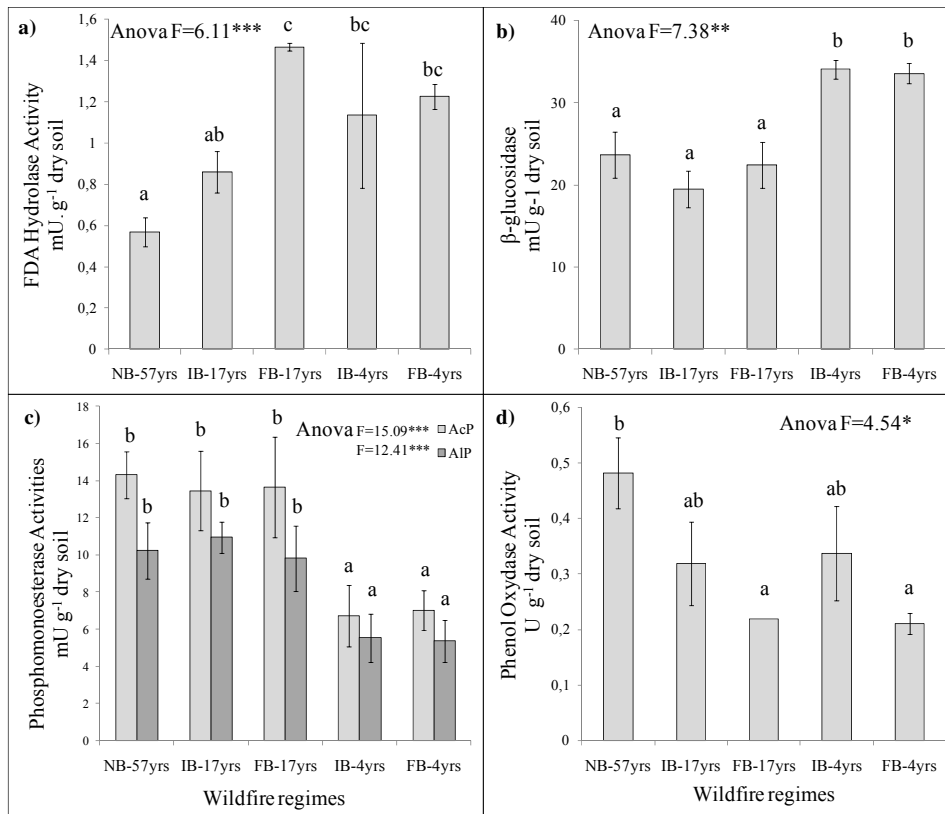 a)
Anova F=6.11***
FDA Hydrolase Activity
mU. g-1 dry soil
1,6
1,4
1,2
1
0,8
0,6
0,4
0,2
0
a
ab
c
bc
bc
NB-57yrs IB-17yrs FB-17yrs IB-4yrs FB-4yrs
b)
Anova F=7.38**
β-glucosidase
mU g-1 dry soil
40
30
20
10
0
a
a
a
b
b
NB-57yrs IB-17yrs FB-17yrs IB-4yrs FB-4yrs
c)
Anova F=15.09*** AcP
F=12.41*** AlP
Phosphomonoesterase Activities
mU g-1 dry soil
18
16
14
12
10
8
6
4
2
0
b
b
b
b
b
b
a
a
a
a
NB-57yrs IB-17yrs FB-17yrs IB-4yrs FB-4yrs
Wildfire regimes
d)
Anova F=4.54*
Phenol Oxydase Activity
U g-1 dry soil
0,6
0,5
0,4
0,3
0,2
0,1
0
b
ab
a
ab
a
NB-57yrs IB-17yrs FB-17yrs IB-4yrs FB-4yrs
Wildfire regimes